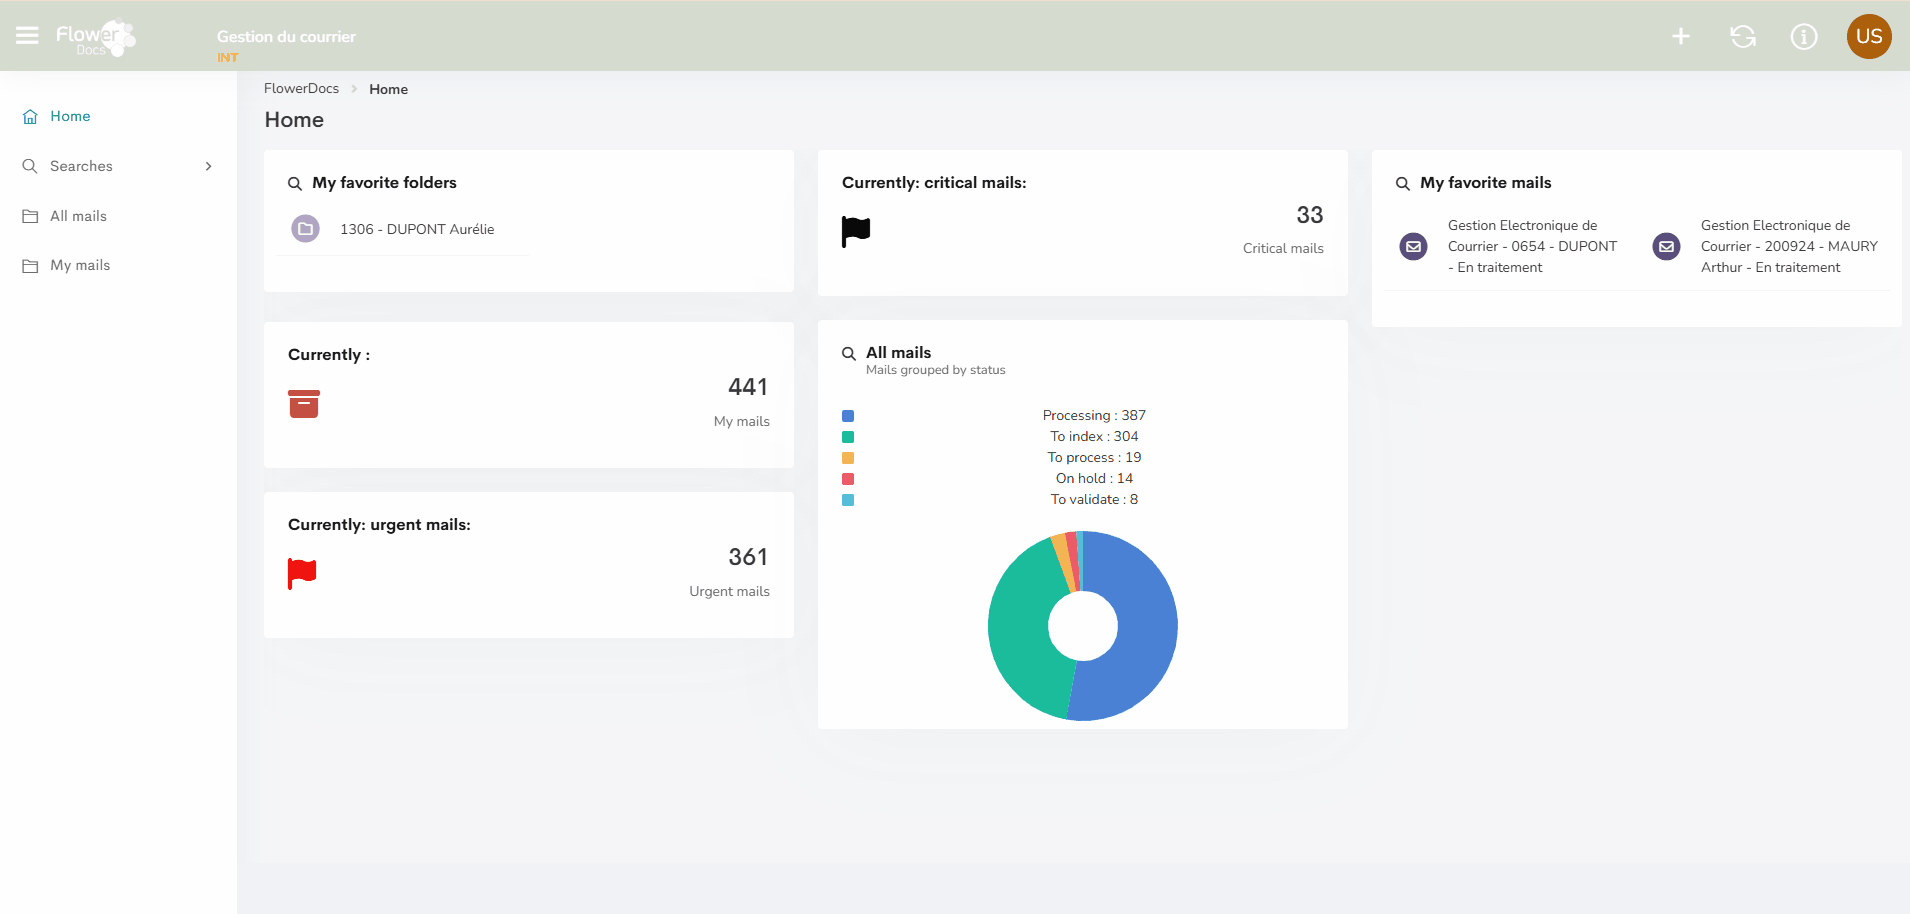 Flower
Docs
Gestion du courrier
INT
US
Home
Searches
All mails
My mails
FlowerDocs
Home
Home
My favorite folders
1306 - DUPONT Aurélie
Currently :
441
My mails
Currently: urgent mails:
361
Urgent mails
Currently: critical mails:
33
Critical mails
All mails
Mails grouped by status
Processing : 387
To index : 304
To process : 19
On hold : 14
To validate : 8
My favorite mails
Gestion Electronique de
Courrier - 0654 - DUPONT
- En traitement
Gestion Electronique de
Courrier - 200924 - MAURY
Arthur - En traitement